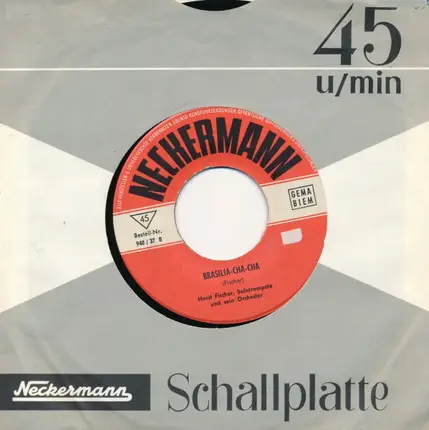 45
u/min
NECKERMANN
45
Bestell-Nr.
940 / 37 B
GEMA
BIEM
BRASILIA-CHA-CHA
(Fischer)
Horst Fischer, Solotrompete
und sein Orchester
Neckermann
Schallplatte